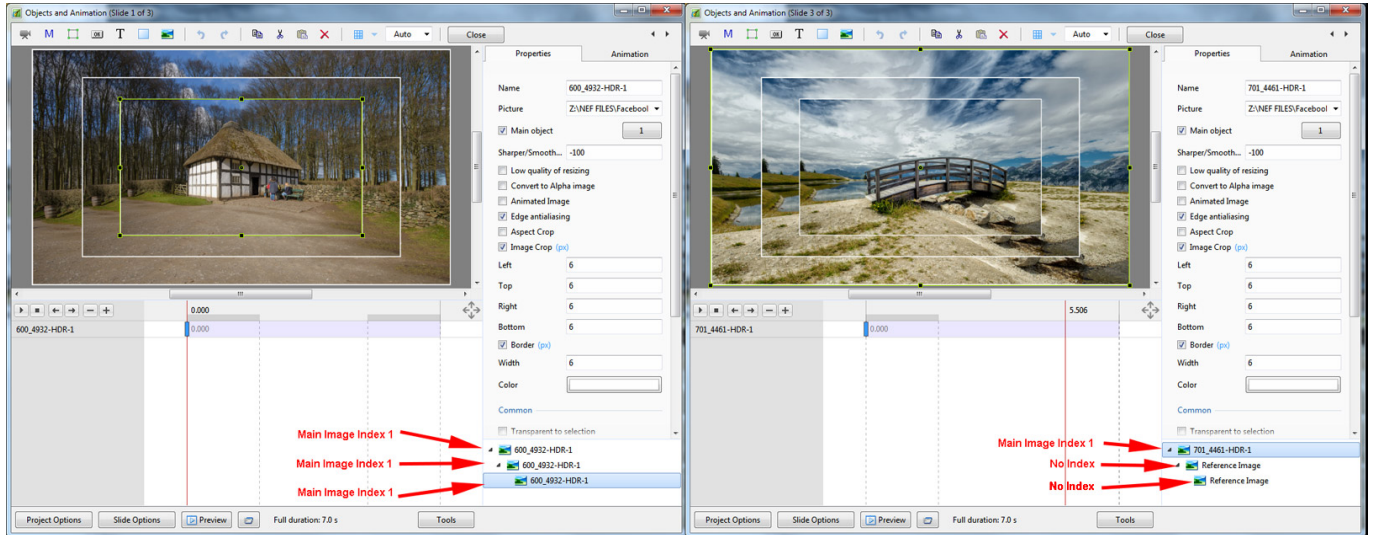 Objects and Animation (Slide 1 of 3)
M OK T Auto Close
Properties Animation
Name 600_4932-HDR-1
Picture Z:\NEF FILES\Facebool
Main object 1
Sharper/Smooth... -100
Low quality of resizing
Convert to Alpha image
Animated Image
Edge antialiasing
Aspect Crop
Image Crop (px)
Left 6
Top 6
Right 6
Bottom 6
Border (px)
Width 6
Color
Common
Transparent to selection
0.000
600_4932-HDR-1 0.000
Main Image Index 1 600_4932-HDR-1
Main Image Index 1 600_4932-HDR-1
Main Image Index 1 600_4932-HDR-1
Project Options Slide Options Preview Full duration: 7.0 s Tools
Objects and Animation (Slide 3 of 3)
M OK T Auto Close
Properties Animation
Name 701_4461-HDR-1
Picture Z:\NEF FILES\Facebool
Main object 1
Sharper/Smooth... -100
Low quality of resizing
Convert to Alpha image
Animated Image
Edge antialiasing
Aspect Crop
Image Crop (px)
Left 6
Top 6
Right 6
Bottom 6
Border (px)
Width 6
Color
Common
Transparent to selection
5.506
701_4461-HDR-1 0.000
Main Image Index 1 701_4461-HDR-1
No Index Reference Image
No Index Reference Image
Project Options Slide Options Preview Full duration: 7.0 s Tools